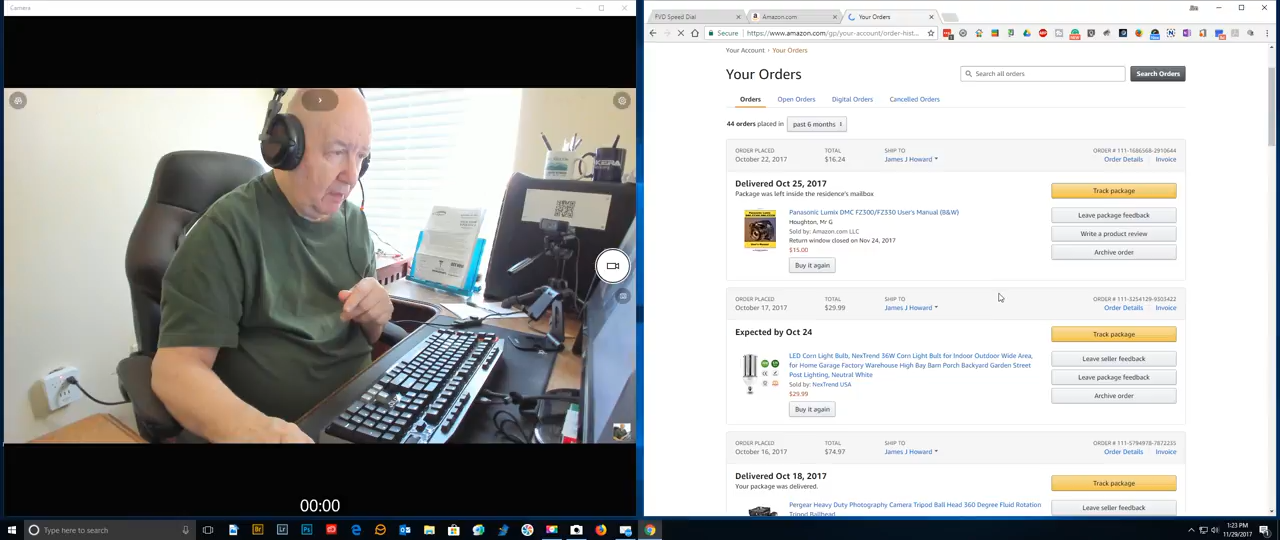 Camera
00:00
FVD Speed Dial
Amazon.com
Your Orders
Secure
https://www.amazon.com/gp/your-account/order-hist...
Your Account › Your Orders
Your Orders
Search all orders
Search Orders
Orders
Open Orders
Digital Orders
Cancelled Orders
44 orders placed in
past 6 months
ORDER PLACED
October 22, 2017
TOTAL
$16.24
SHIP TO
James J Howard
ORDER # 111-1686568-2910644
Order Details
Invoice
Delivered Oct 25, 2017
Package was left inside the residence's mailbox
Panasonic Lumix DMC FZ300/FZ330 User's Manual (B&W)
Houghton, Mr G
Sold by: Amazon.com LLC
Return window closed on Nov 24, 2017
$15.00
Buy it again
Track package
Leave package feedback
Write a product review
Archive order
ORDER PLACED
October 17, 2017
TOTAL
$29.99
SHIP TO
James J Howard
ORDER # 111-3254129-9303422
Order Details
Invoice
Expected by Oct 24
LED Corn Light Bulb, NexTrend 36W Corn Light Bult for Indoor Outdoor Wide Area,
for Home Garage Factory Warehouse High Bay Barn Porch Backyard Garden Street
Post Lighting, Neutral White
Sold by: NexTrend USA
$29.99
Buy it again
Track package
Leave seller feedback
Leave package feedback
Archive order
ORDER PLACED
October 16, 2017
TOTAL
$74.97
SHIP TO
James J Howard
ORDER # 111-5794978-7872235
Order Details
Invoice
Delivered Oct 18, 2017
Your package was delivered.
Pergear Heavy Duty Photography Camera Tripod Ball Head 360 Degree Fluid Rotation
Tripod Ballhead
Track package
Leave seller feedback
Type here to search
1:23 PM
11/29/2017